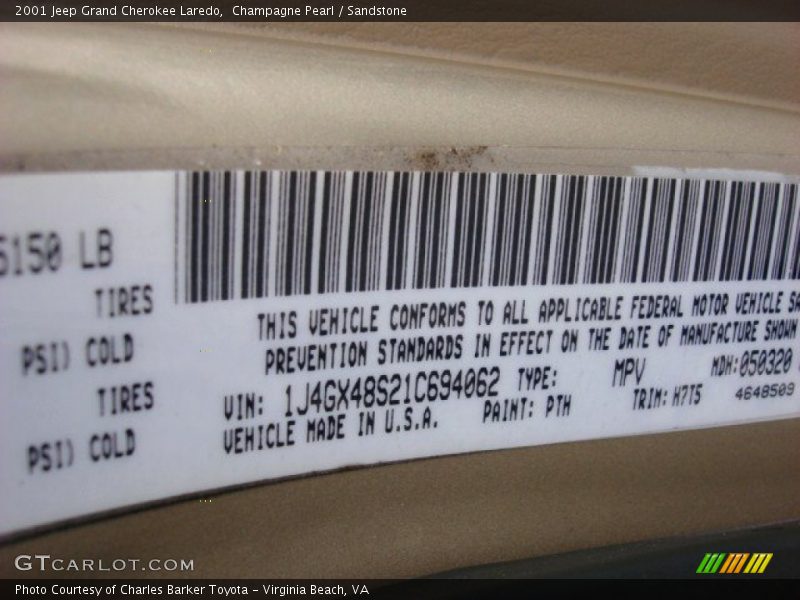 2001 Jeep Grand Cherokee Laredo,  Champagne Pearl / Sandstone
150 LB
TIRES
PSI) COLD
TIRES
PSI) COLD
THIS VEHICLE CONFORMS TO ALL APPLICABLE FEDERAL MOTOR VEHICLE SA
PREVENTION STANDARDS IN EFFECT ON THE DATE OF MANUFACTURE SHOWN
VIN: 1J4GX48S21C694062 TYPE: MPV MDH:050320
VEHICLE MADE IN U.S.A. PAINT: PTH TRIM: H7T5 4648509
GTCARLOT.COM
Photo Courtesy of Charles Barker Toyota - Virginia Beach, VA